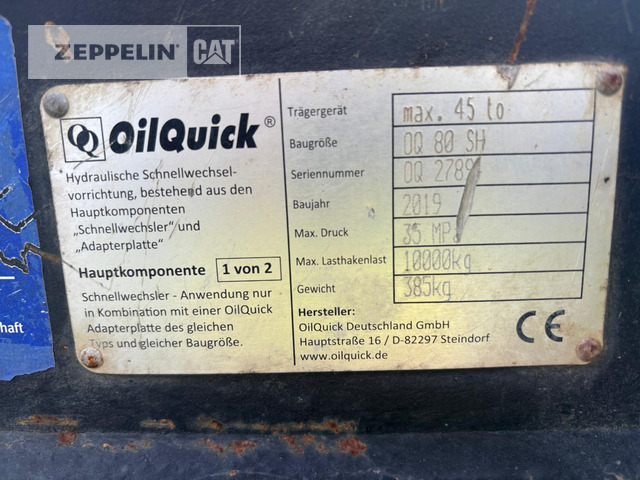 ZEPPELIN CAT
OilQuick®
Hydraulische Schnellwechsel-
vorrichtung, bestehend aus den
Hauptkomponenten
„Schnellwechsler“ und
„Adapterplatte“
Hauptkomponente 1 von 2
Schnellwechsler - Anwendung nur
in Kombination mit einer OilQuick
Adapterplatte des gleichen
Typs und gleicher Baugröße.
Trägergerät max. 45 to
Baugröße OQ 80 SH
Seriennummer OQ
Baujahr 2019
Max. Druck 35
Max. Lasthakenlast 10000kg
Gewicht 385kg
Hersteller:
OilQuick Deutschland GmbH
Hauptstraße 16 / D-82297 Steindorf
www.oilquick.de
CE
haft